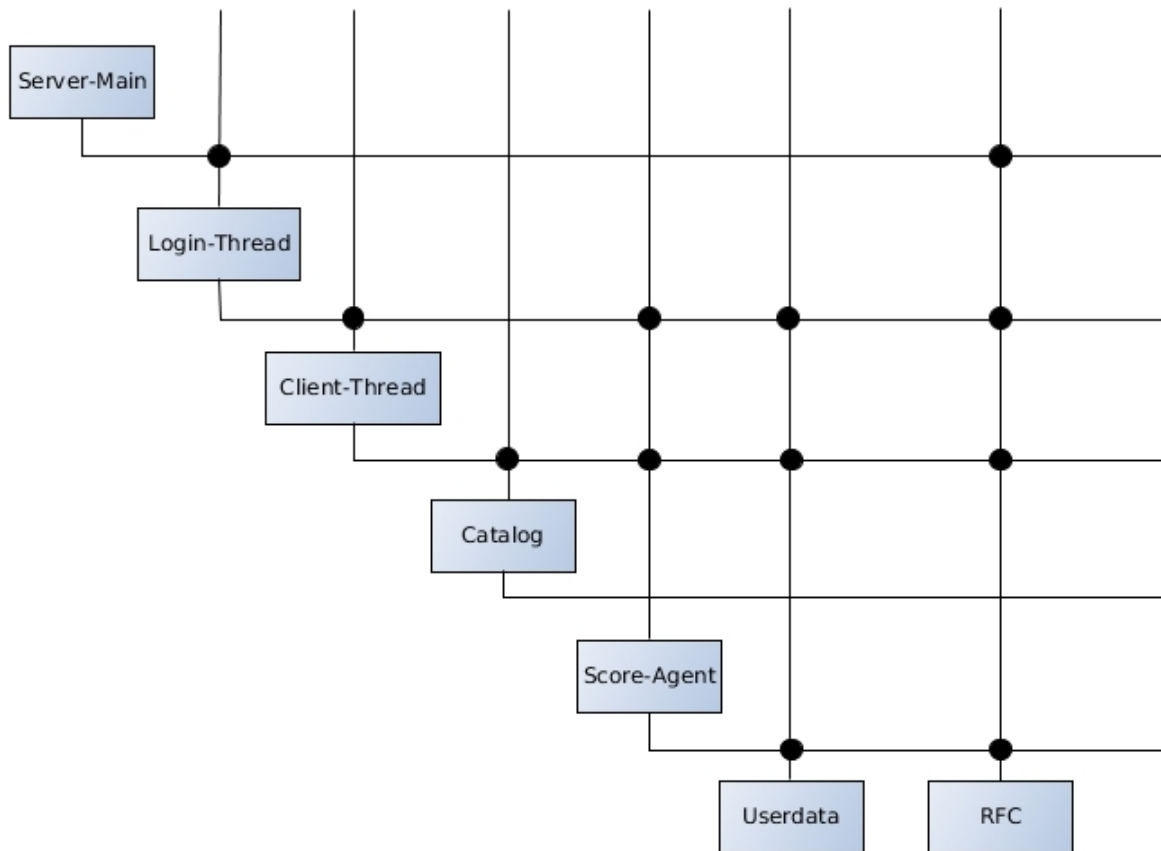 Server-Main
Login-Thread
Client-Thread
Catalog
Score-Agent
Userdata
RFC